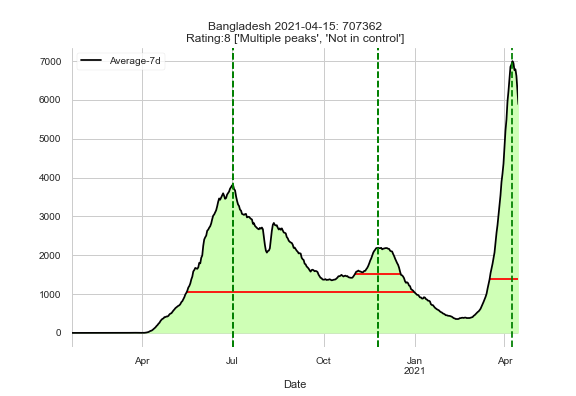 Bangladesh 2021-04-15: 707362
Rating:8 ['Multiple peaks', 'Not in control']
Average-7d
7000
6000
5000
4000
3000
2000
1000
0
Apr
Jul
Oct
Jan
2021
Apr
Date